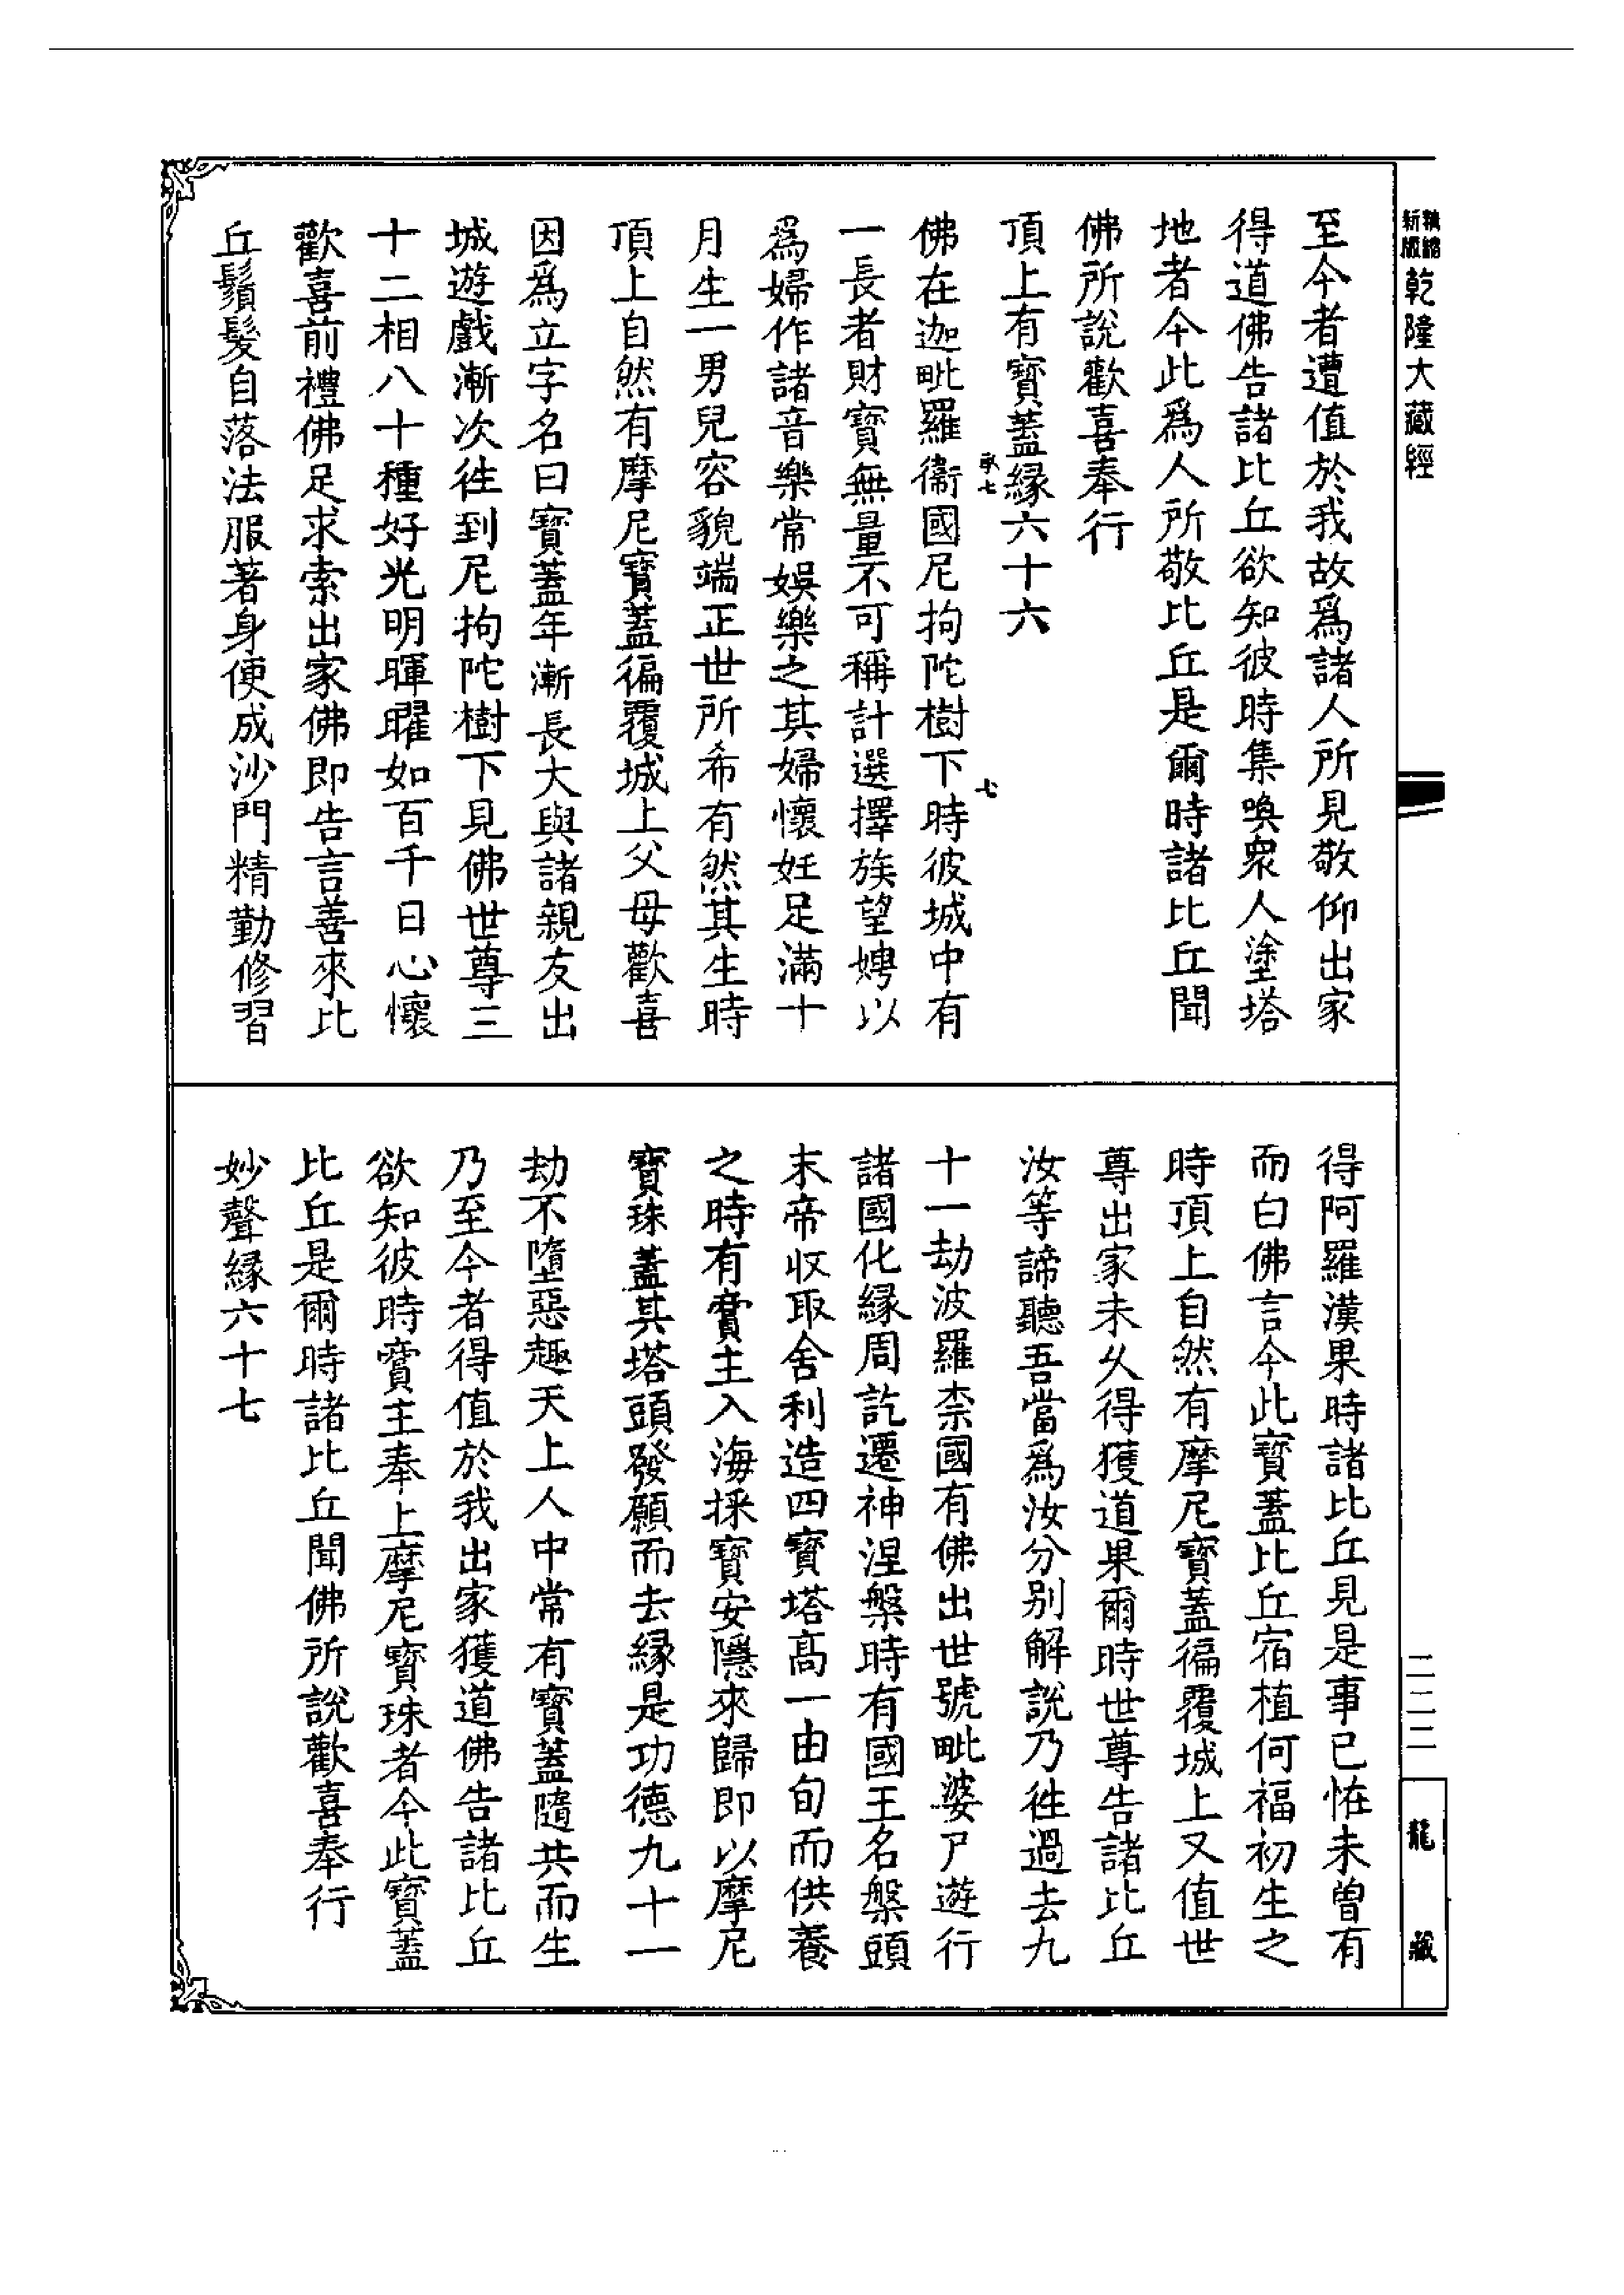 新版精縮乾隆大藏經
二二二
龍藏
至今者遭值於我故爲諸人所見敬仰出家
得道佛告諸比丘欲知彼時集喚衆人塗塔
地者今此爲人所敬比丘是爾時諸比丘聞
佛所說歡喜奉行
頂上有寶蓋緣六十六
承七
七
佛在迦毗羅衛國尼拘陀樹下時彼城中有
一長者財寶無量不可稱計選擇族望娉以
爲婦作諸音樂常娛樂之其婦懷妊足滿十
月生一男兒容貌端正世所希有然其生時
頂上自然有摩尼寶蓋徧覆城上父母歡喜
因爲立字名曰寶蓋年漸長大與諸親友出
城遊戲漸次徃到尼拘陀樹下見佛世尊三
十二相八十種好光明暉曜如百千日心懷
歡喜前禮佛足求索出家佛即告言善來比
丘鬚髮自落法服著身便成沙門精勤修習
得阿羅漢果時諸比丘見是事已怪未曾有
而白佛言今此寶蓋比丘宿植何福初生之
時頂上自然有摩尼寶蓋徧覆城上又值世
尊出家未乆得獲道果爾時世尊告諸比丘
汝等諦聽吾當爲汝分別解說乃徃過去九
十一劫波羅柰國有佛出世號毗婆尸遊行
諸國化緣周訖遷神涅槃時有國王名槃頭
末帝收取舍利造四寶塔高一由旬而供養
之時有賈主入海採寶安隱來歸即以摩尼
寶珠蓋其塔頭發願而去緣是功德九十一
劫不墮惡趣天上人中常有寶蓋隨共而生
乃至今者得值於我出家獲道佛告諸比丘
欲知彼時賈主奉上摩尼寶珠者今此寶蓋
比丘是爾時諸比丘聞佛所說歡喜奉行
妙聲緣六十七